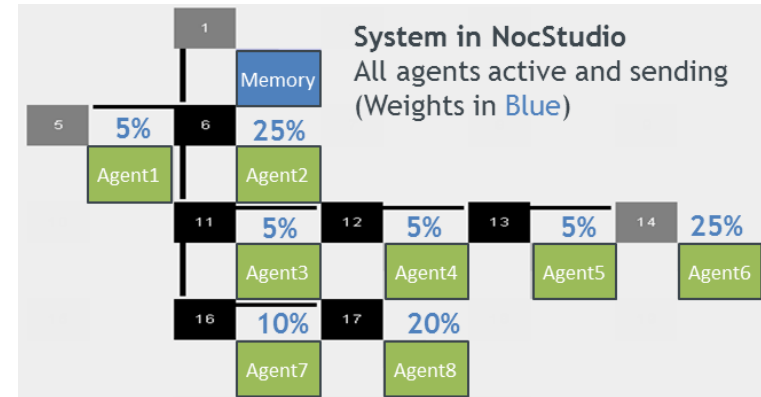 1
System in NocStudio
Memory
All agents active and sending
(Weights in Blue)
5
5%
6
25%
Agent1
Agent2
11
5%
12
5%
13
5%
14
25%
Agent3
Agent4
Agent5
Agent6
16
10%
17
20%
Agent7
Agent8